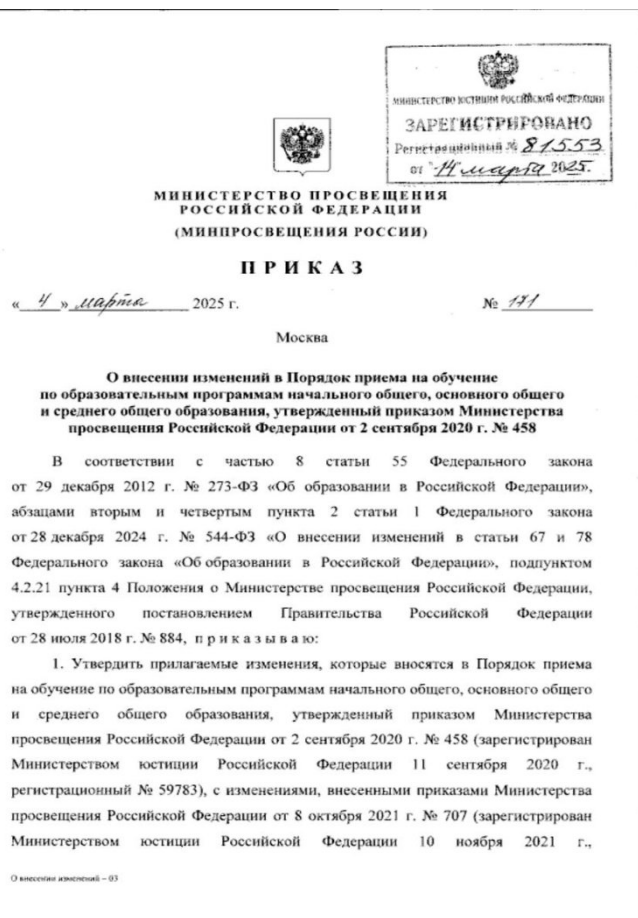 МИНИСТЕРСТВО ЮСТИЦИИ РОССИЙСКОЙ ФЕДЕРАЦИИ
ЗАРЕГИСТРИРОВАНО
Регистрационный № 81553
от "14" марта 2025.
МИНИСТЕРСТВО ПРОСВЕЩЕНИЯ
РОССИЙСКОЙ ФЕДЕРАЦИИ
(МИНПРОСВЕЩЕНИЯ РОССИИ)
ПРИКАЗ
« 4 » марта 2025 г. № 171
Москва
О внесении изменений в Порядок приема на обучение
по образовательным программам начального общего, основного общего
и среднего общего образования, утвержденный приказом Министерства
просвещения Российской Федерации от 2 сентября 2020 г. № 458
В соответствии с частью 8 статьи 55 Федерального закона
от 29 декабря 2012 г. № 273-ФЗ «Об образовании в Российской Федерации»,
абзацами вторым и четвертым пункта 2 статьи 1 Федерального закона
от 28 декабря 2024 г. № 544-ФЗ «О внесении изменений в статьи 67 и 78
Федерального закона «Об образовании в Российской Федерации», подпунктом
4.2.21 пункта 4 Положения о Министерстве просвещения Российской Федерации,
утвержденного постановлением Правительства Российской Федерации
от 28 июля 2018 г. № 884, п р и к а з ы в а ю:
1. Утвердить прилагаемые изменения, которые вносятся в Порядок приема
на обучение по образовательным программам начального общего, основного общего
и среднего общего образования, утвержденный приказом Министерства
просвещения Российской Федерации от 2 сентября 2020 г. № 458 (зарегистрирован
Министерством юстиции Российской Федерации 11 сентября 2020 г.,
регистрационный № 59783), с изменениями, внесенными приказами Министерства
просвещения Российской Федерации от 8 октября 2021 г. № 707 (зарегистрирован
Министерством юстиции Российской Федерации 10 ноября 2021 г.,
О внесении изменений – 03